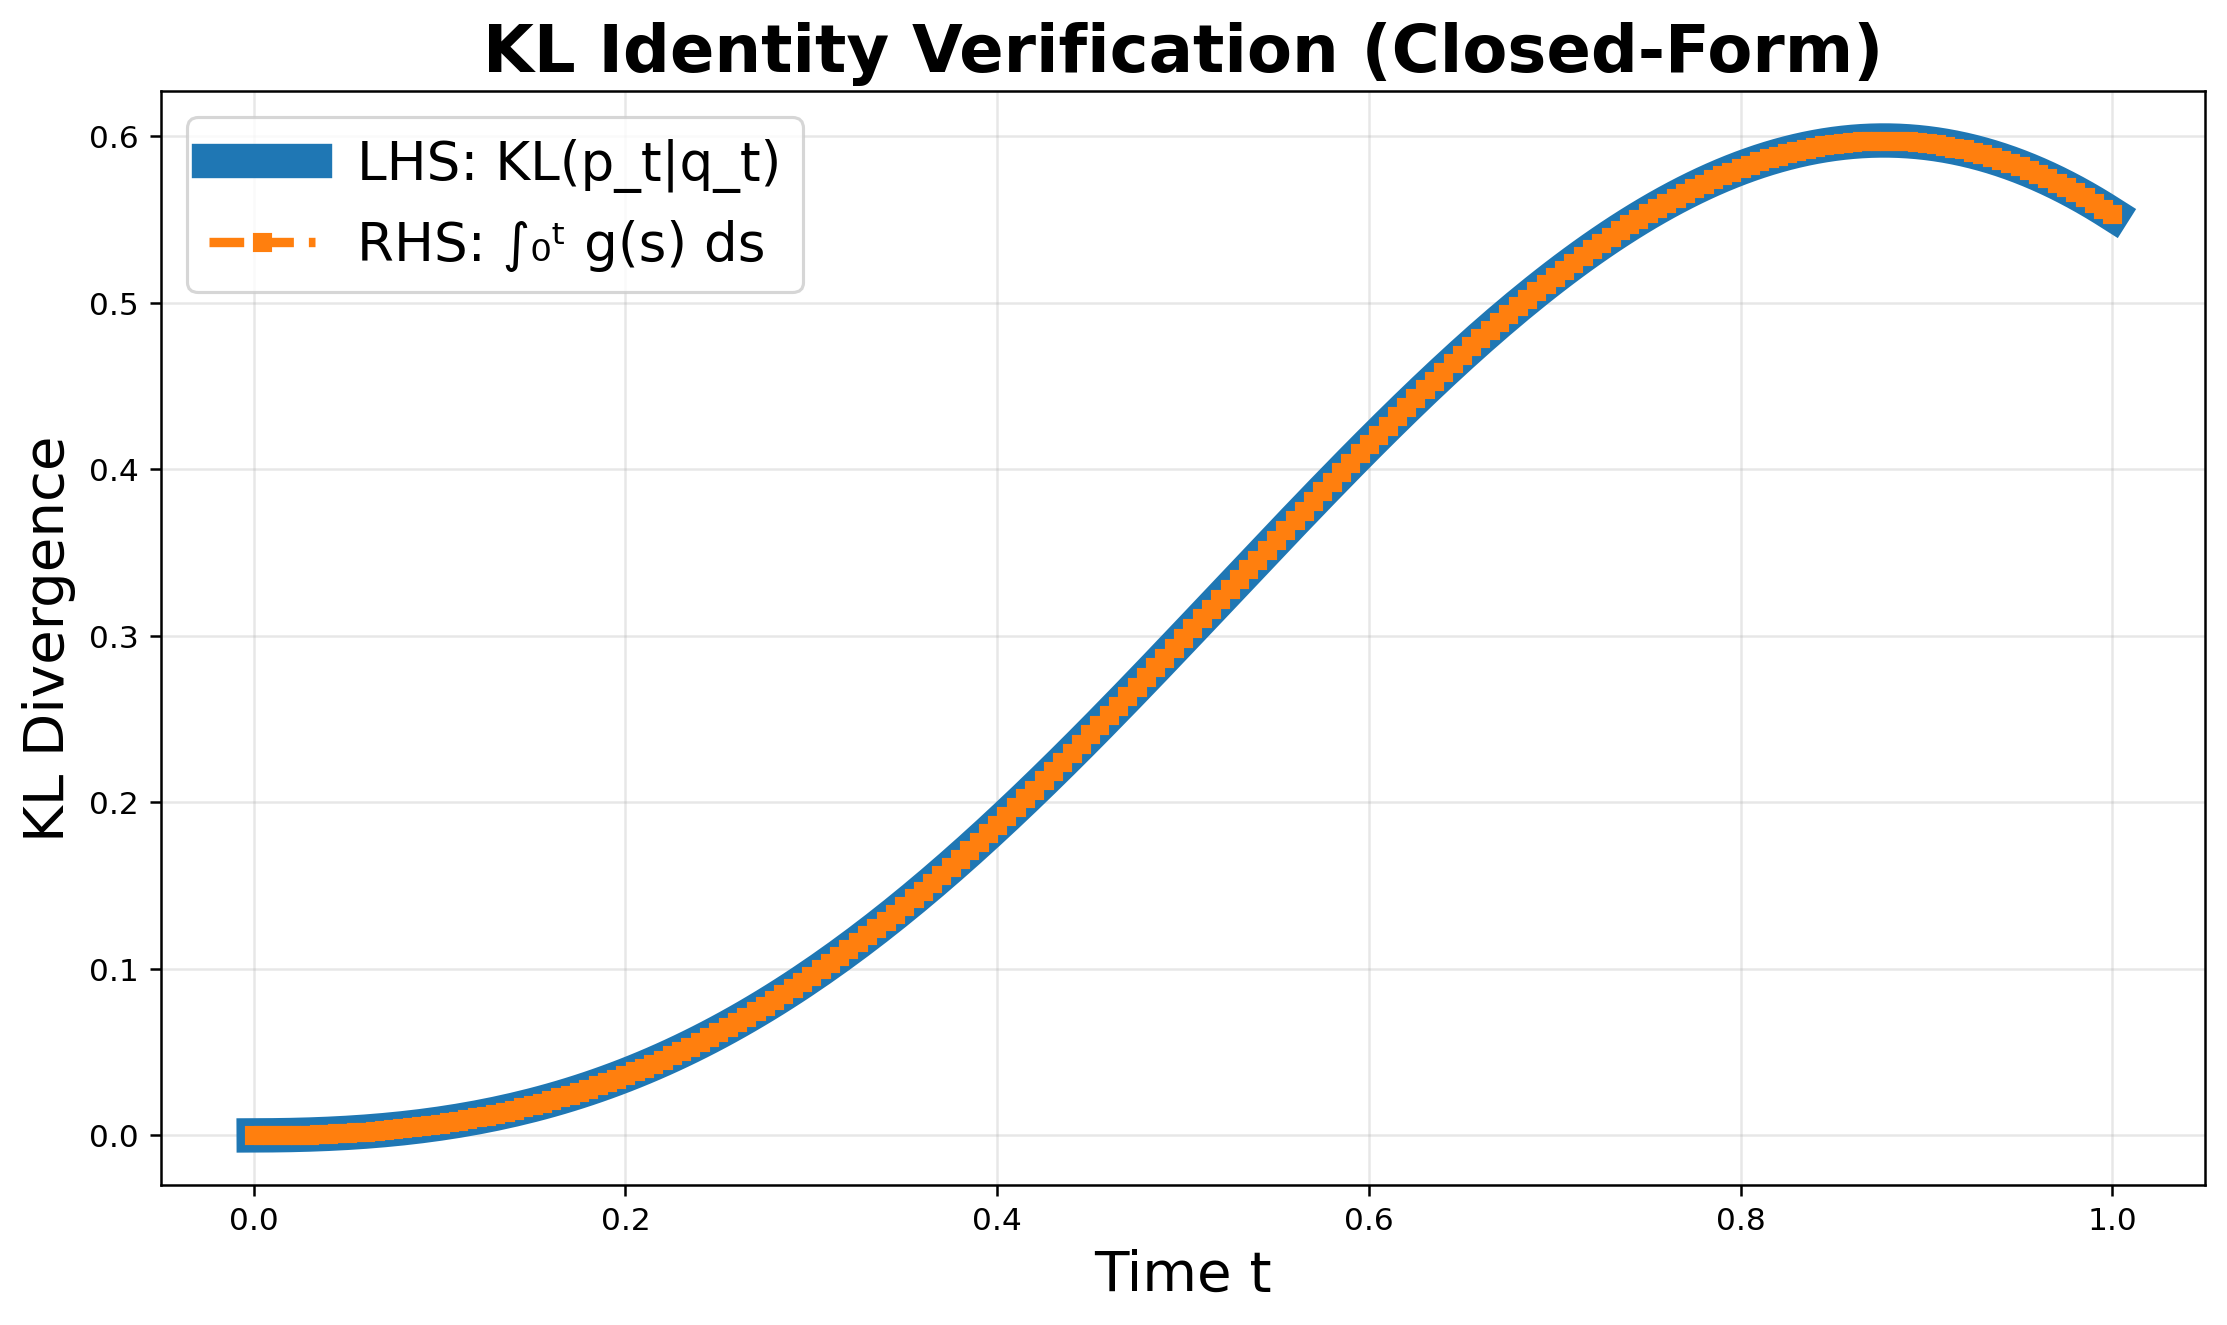 KL Identity Verification (Closed-Form)
LHS: KL(p_t|q_t)
RHS: ∫₀ᵗ g(s) ds
KL Divergence
0.6
0.5
0.4
0.3
0.2
0.1
0.0
0.0 0.2 0.4 0.6 0.8 1.0
Time t